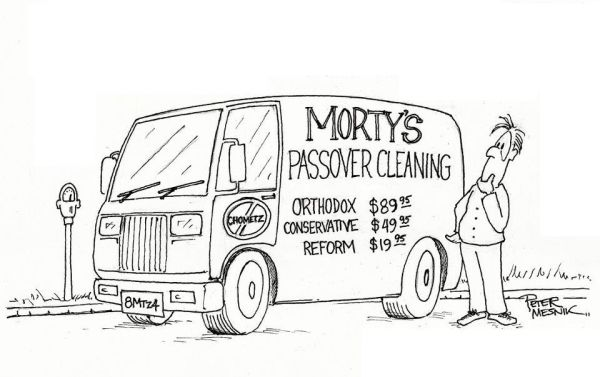 MORTY'S
PASSOVER CLEANING
ORTHODOX $89.95
CONSERVATIVE $49.95
REFORM $19.95
CHOMETZ
8MTZ4
PETER
MESNIK